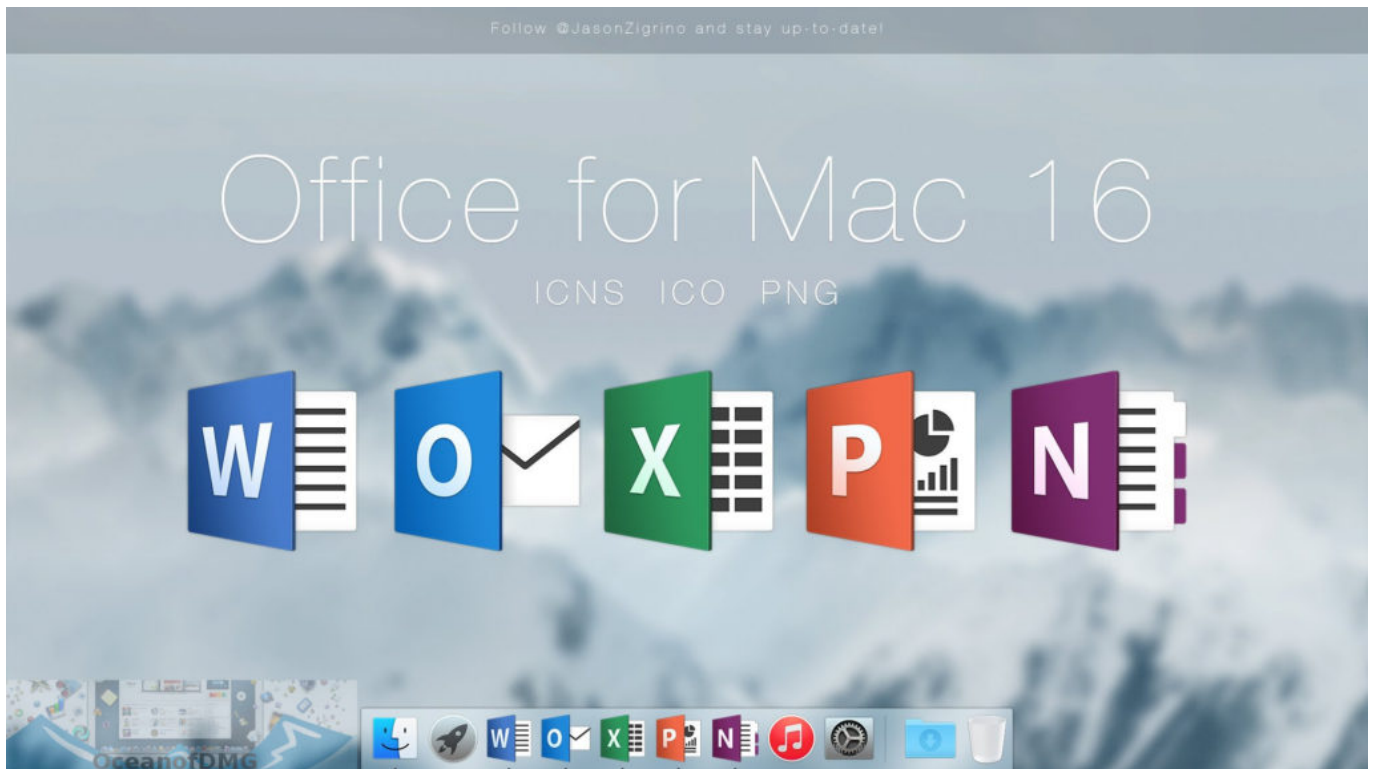 Follow @JasonZigrino and stay up-to-date!
Office for Mac 16
ICNS ICO PNG
W O X P N
OceanofDMG
W O X P N